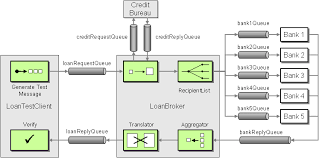 Credit
Bureau
creditRequestQueue
creditReplyQueue
bank1Queue
Bank 1
bank2Queue
Bank 2
loanRequestQueue
bank3Queue
Bank 3
Generate Test
Message
RecipientList
bank4Queue
Bank 4
LoanTestClient
LoanBroker
bank5Queue
Bank 5
Verify
loanReplyQueue
Translator
Aggregator
bankReplyQueue